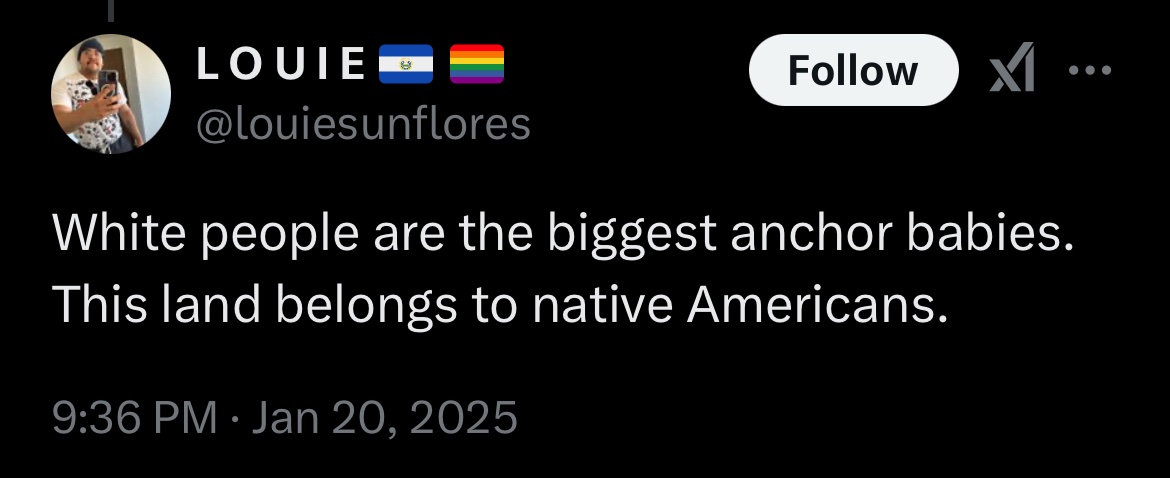 LOUIE🇸🇻 🏳️‍🌈
Follow
@louiesunflores
White people are the biggest anchor babies.
This land belongs to native Americans.
9:36 PM · Jan 20, 2025